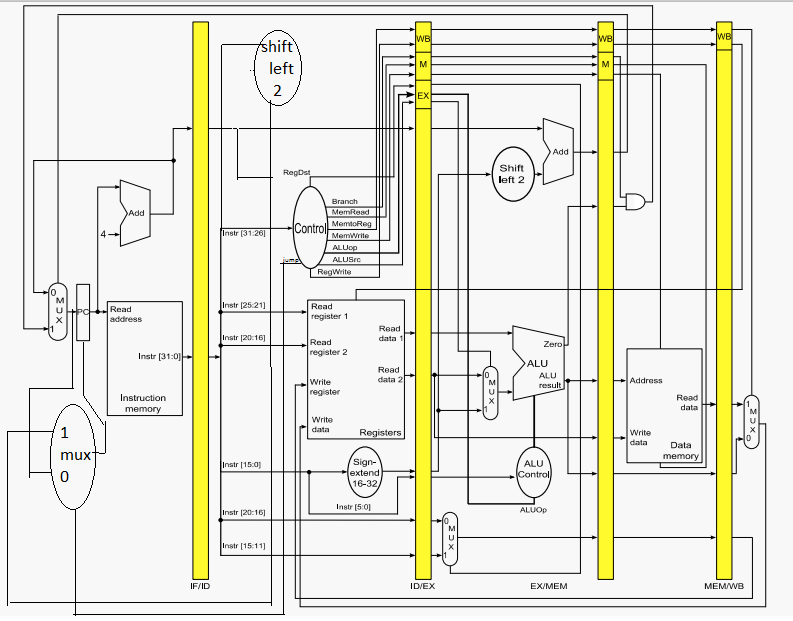 shift
left
2
WB
WB
WB
M
M
EX
Add
Shift
left 2
RegDst
Branch
MemRead
MemtoReg
MemWrite
ALUop
ALUSrc
RegWrite
Control
jump
Add
4
Instr [31:26]
0
M
U
X
1
PC
Read
address
Instr [31:0]
Instruction
memory
Instr [25:21]
Instr [20:16]
Read
register 1
Read
register 2
Write
register
Write
data
Read
data 1
Read
data 2
Registers
0
M
U
X
1
Zero
ALU
ALU
result
Address
Read
data
Write
data
Data
memory
1
M
U
X
0
1
mux
0
Instr [15:0]
Sign-
extend
16-32
Instr [5:0]
ALU
Control
ALUOp
Instr [20:16]
Instr [15:11]
0
M
U
X
1
IF/ID
ID/EX
EX/MEM
MEM/WB